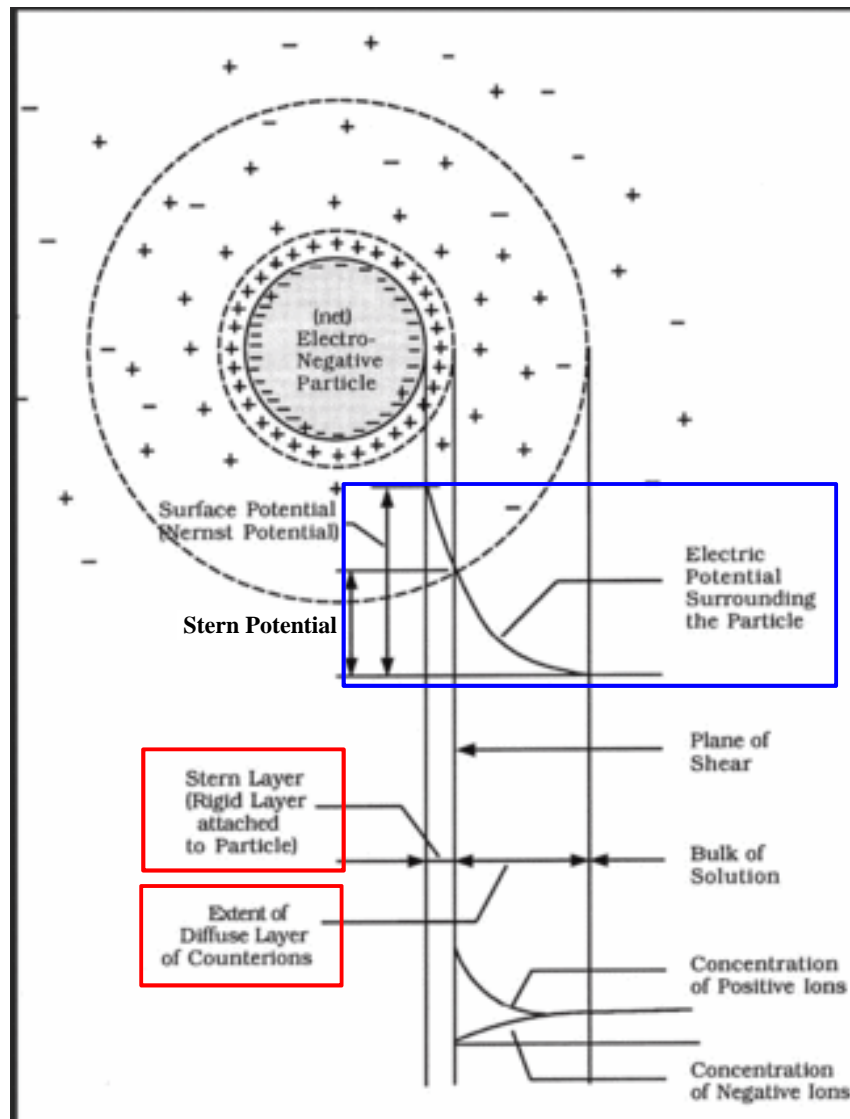 (net)
Electro-
Negative
Particle
Surface Potential
(Nernst Potential)
Stern Potential
Electric
Potential
Surrounding
the Particle
Plane of
Shear
Stern Layer
(Rigid Layer
attached
to Particle)
Bulk of
Solution
Extent of
Diffuse Layer
of Counterions
Concentration
of Positive Ions
Concentration
of Negative Ions